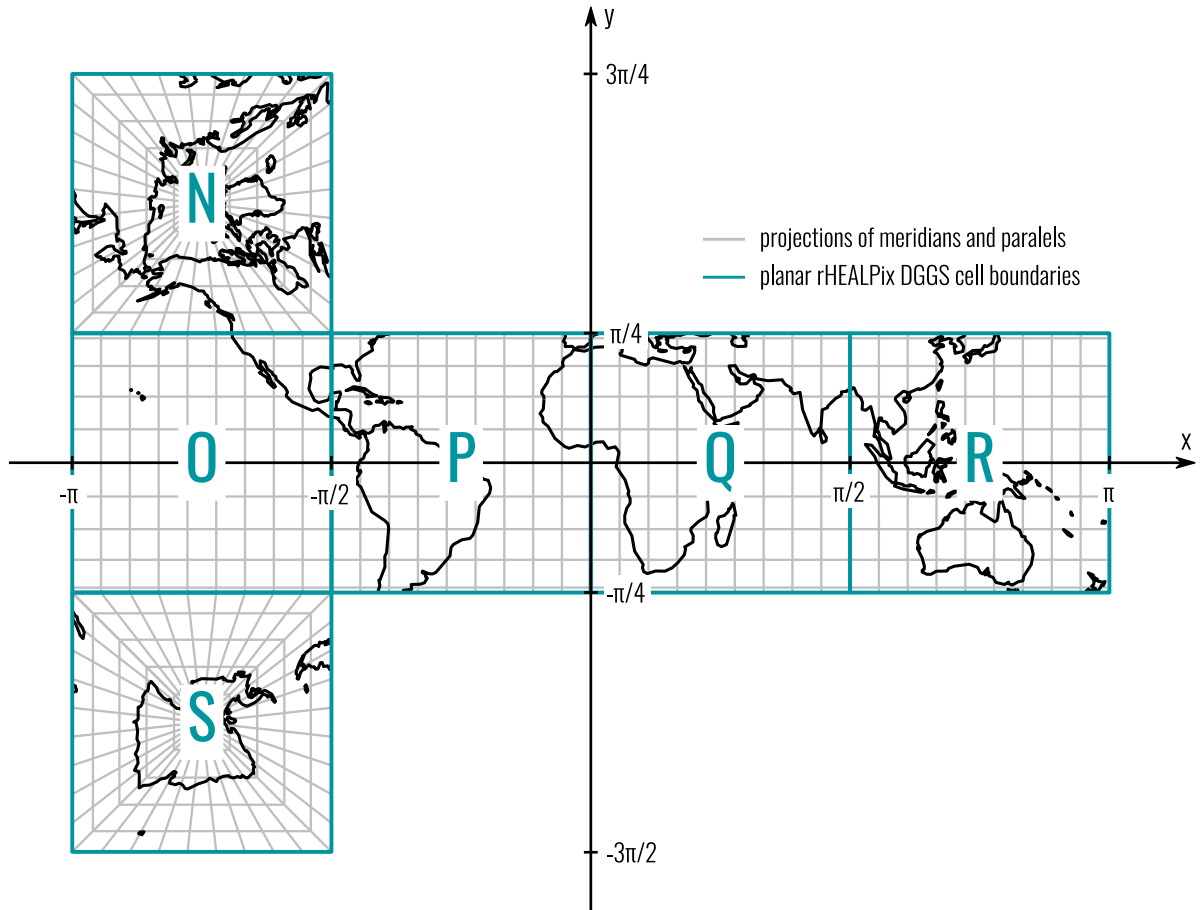 y
3π/4
N
projections of meridians and paralels
planar rHEALPix DGGS cell boundaries
π/4
O
P
Q
R
x
-π
-π/2
π/2
π
-π/4
S
-3π/2